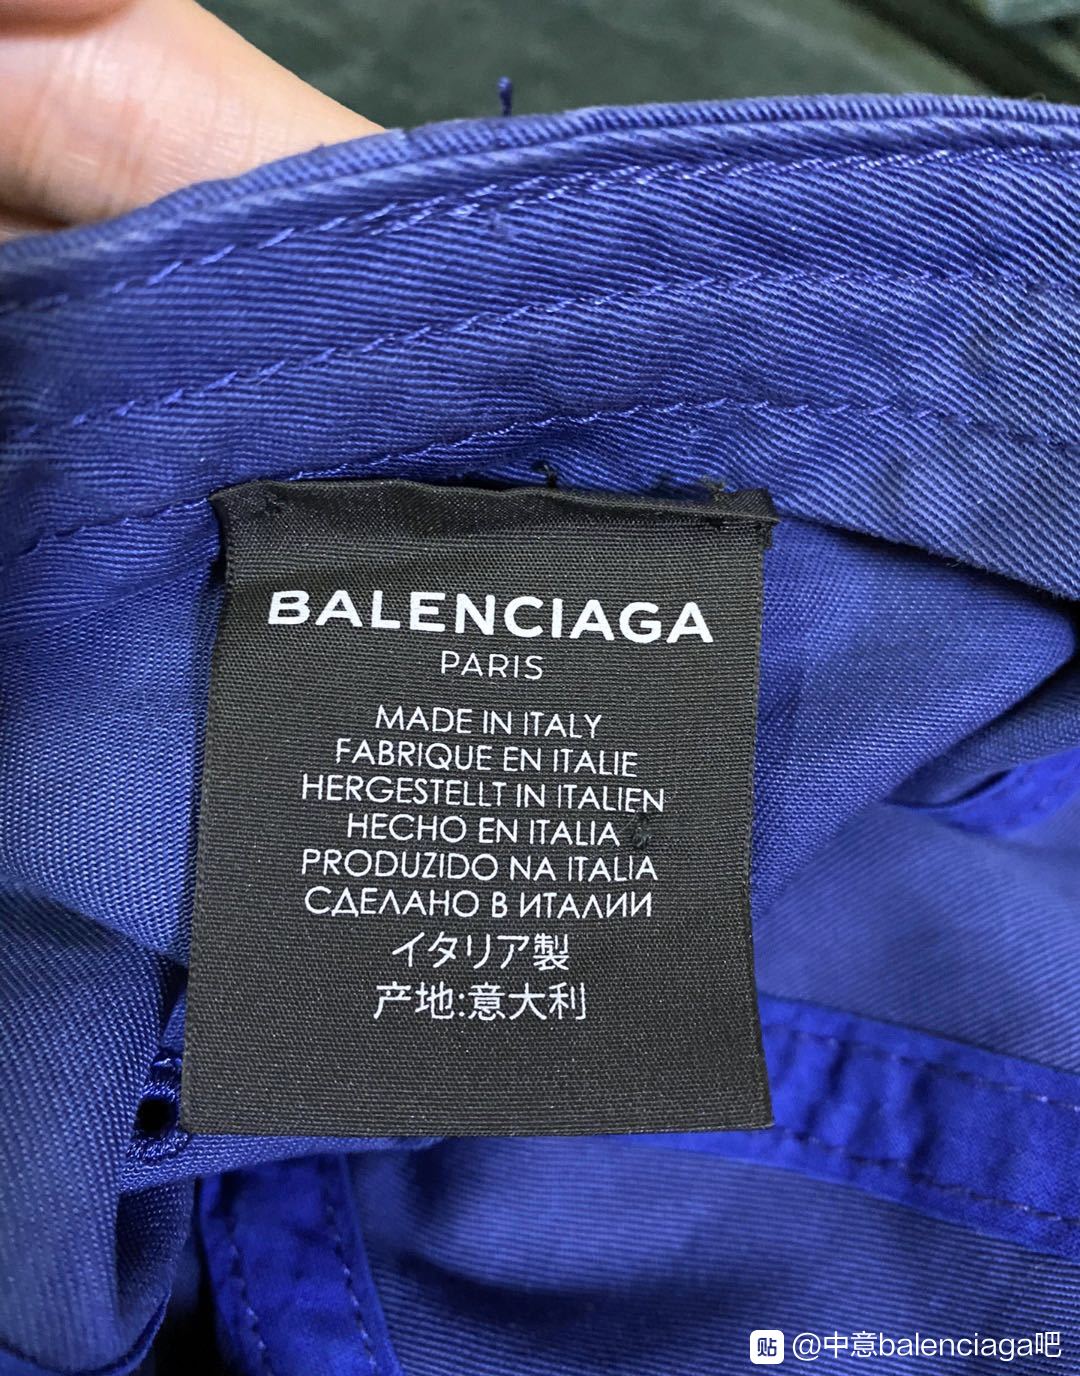 BALENCIAGA
PARIS
MADE IN ITALY
FABRIQUE EN ITALIE
HERGESTELLT IN ITALIEN
HECHO EN ITALIA
PRODUZIDO NA ITALIA
СДЕЛАНО В ИТАЛИИ
イタリア製
产地:意大利
贴 @中意balenciaga吧